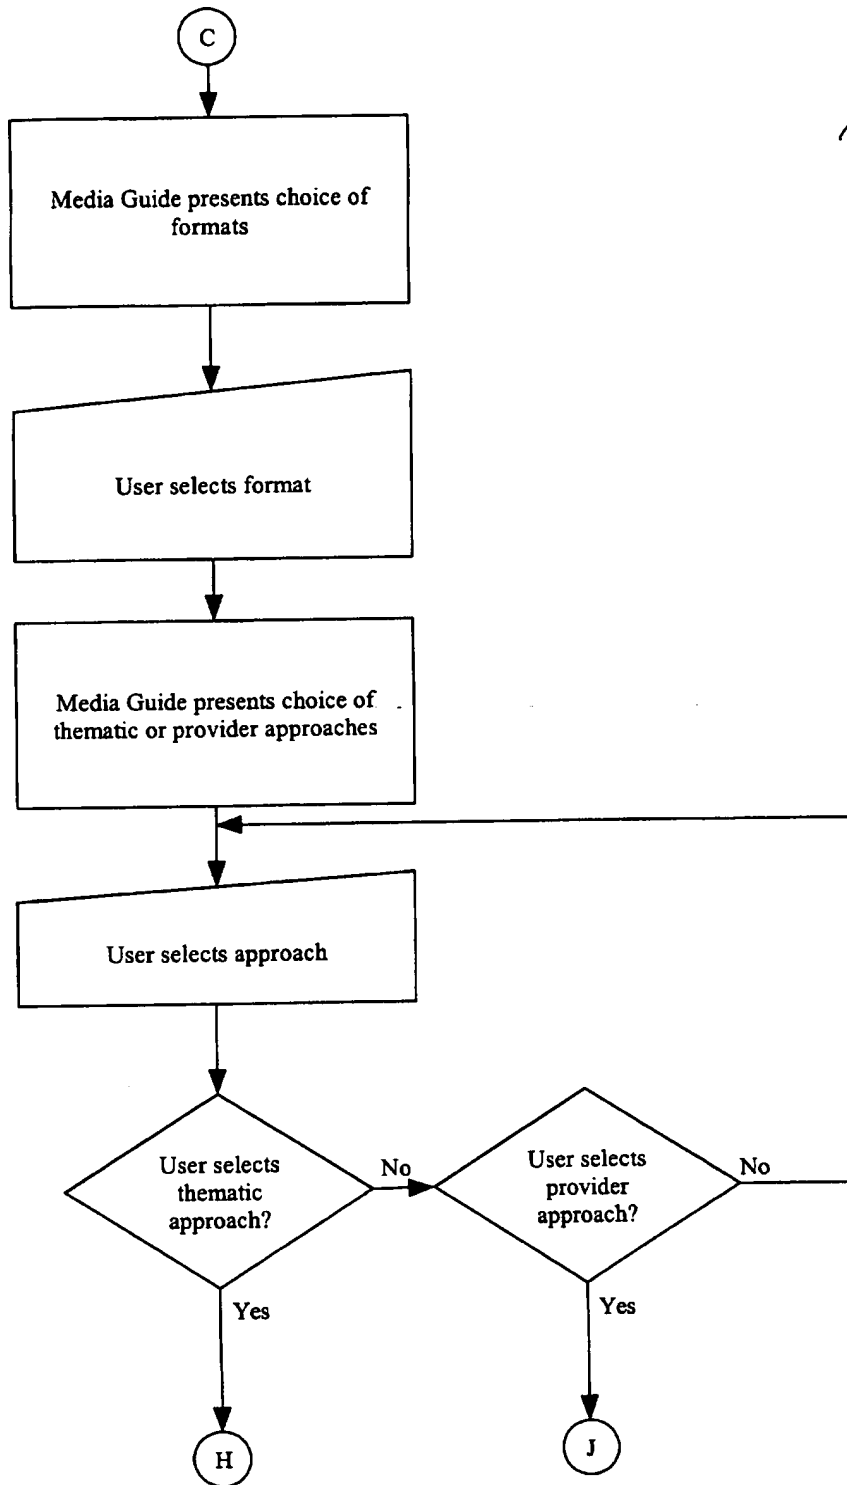 C
Media Guide presents choice of
formats
User selects format
Media Guide presents choice of
thematic or provider approaches
User selects approach
User selects
thematic
approach?
No
User selects
provider
approach?
No
Yes
Yes
H
J